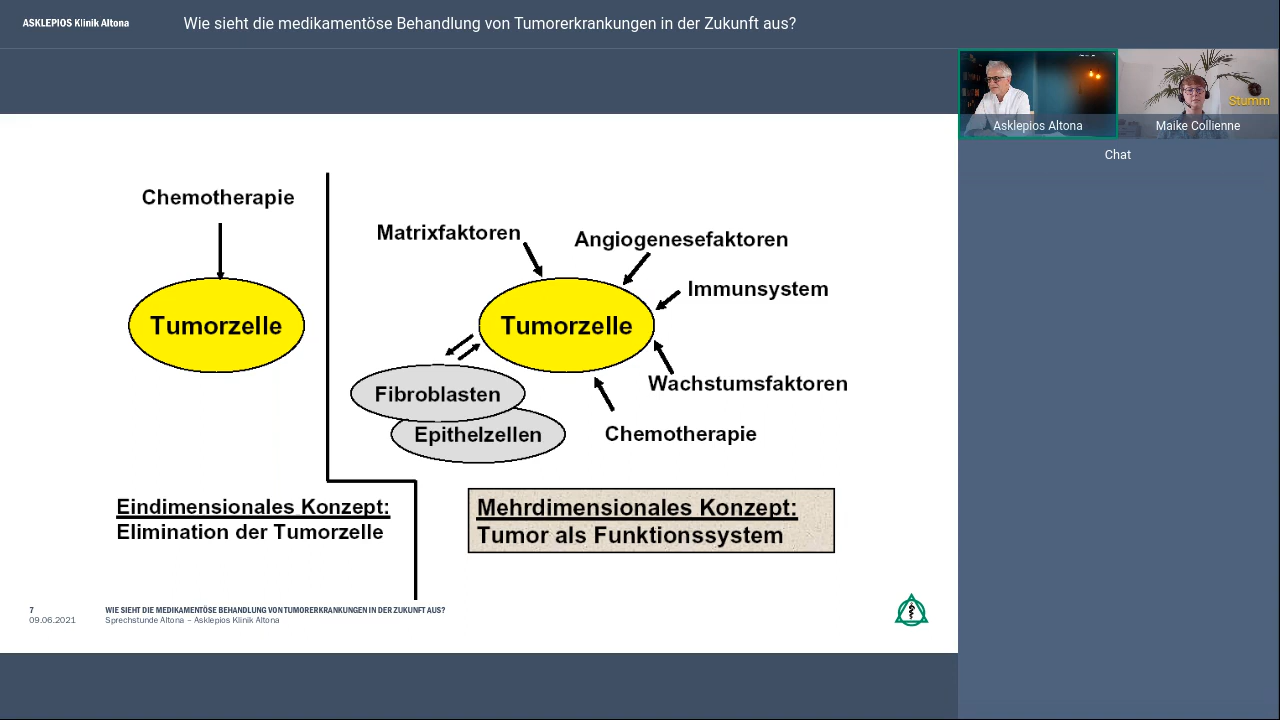 ASKLEPIOS Klinik Altona
Wie sieht die medikamentöse Behandlung von Tumorerkrankungen in der Zukunft aus?
Stumm
Asklepios Altona
Maike Collienne
Chat
Chemotherapie
Tumorzelle
Matrixfaktoren
Angiogenesefaktoren
Immunsystem
Tumorzelle
Wachstumsfaktoren
Fibroblasten
Epithelzellen
Chemotherapie
Eindimensionales Konzept:
Elimination der Tumorzelle
Mehrdimensionales Konzept:
Tumor als Funktionssystem
7
WIE SIEHT DIE MEDIKAMENTÖSE BEHANDLUNG VON TUMORERKRANKUNGEN IN DER ZUKUNFT AUS?
09.06.2021
Sprechstunde Altona – Asklepios Klinik Altona